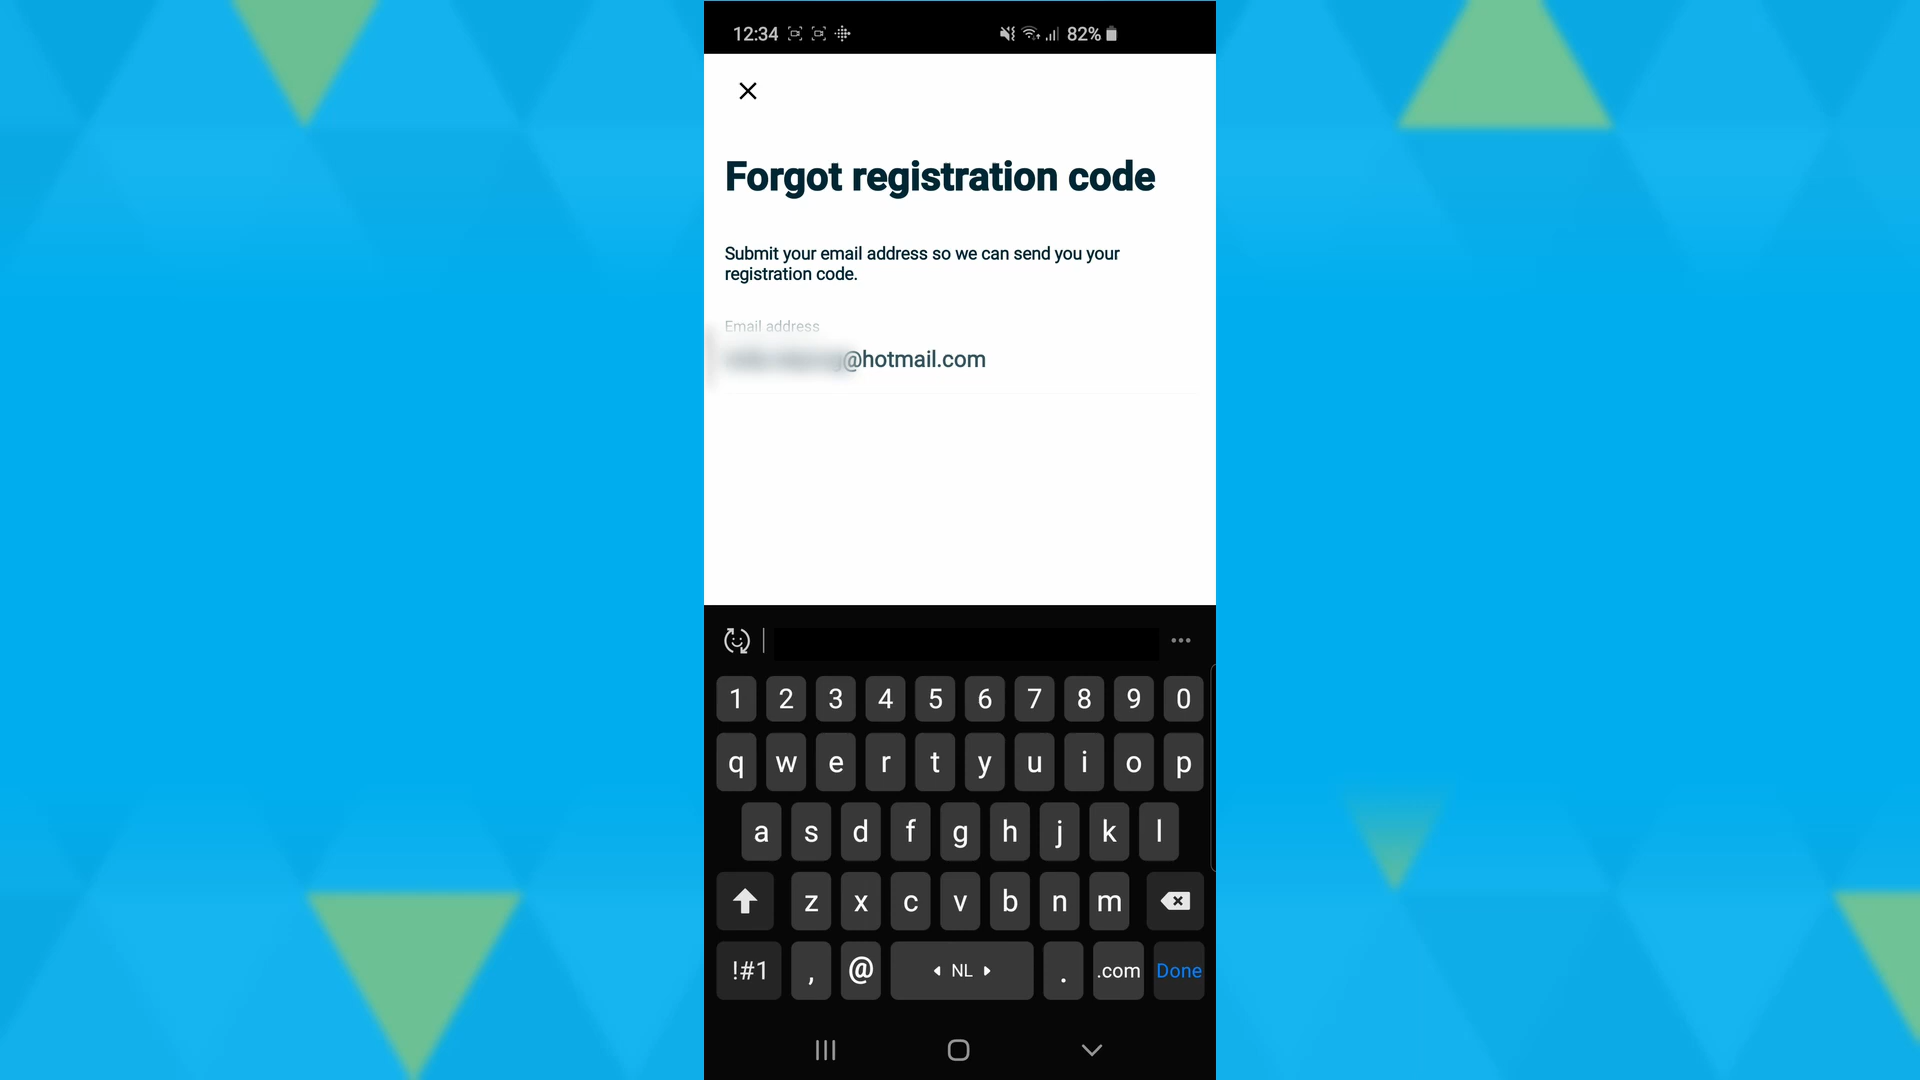 12:34
82%
Forgot registration code
Submit your email address so we can send you your
registration code.
Email address
@hotmail.com
1 2 3 4 5 6 7 8 9 0
q w e r t y u i o p
a s d f g h j k l
z x c v b n m
!#1 , @ NL . .com Done